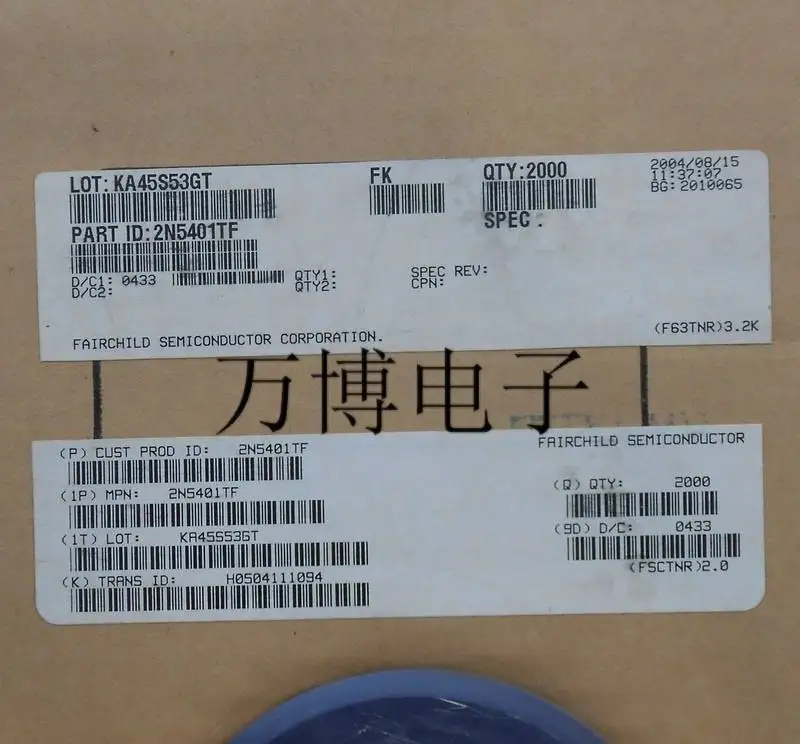 LOT: KA45S53GT
FK
QTY:2000
2004/08/15
11:37:07
BG: 2010065
PART ID: 2N5401TF
SPEC .
D/C1: 0433
QTY1:
SPEC REV:
D/C2:
QTY2:
CPN:
FAIRCHILD SEMICONDUCTOR CORPORATION.
(F63TNR)3.2K
万博电子
(P) CUST PROD ID: 2N5401TF
FAIRCHILD SEMICONDUCTOR
(1P) MPN: 2N5401TF
(Q) QTY: 2000
(1T) LOT: KA45S53GT
(9D) D/C: 0433
(K) TRANS ID: H0504111094
(FSCTNR)2.0